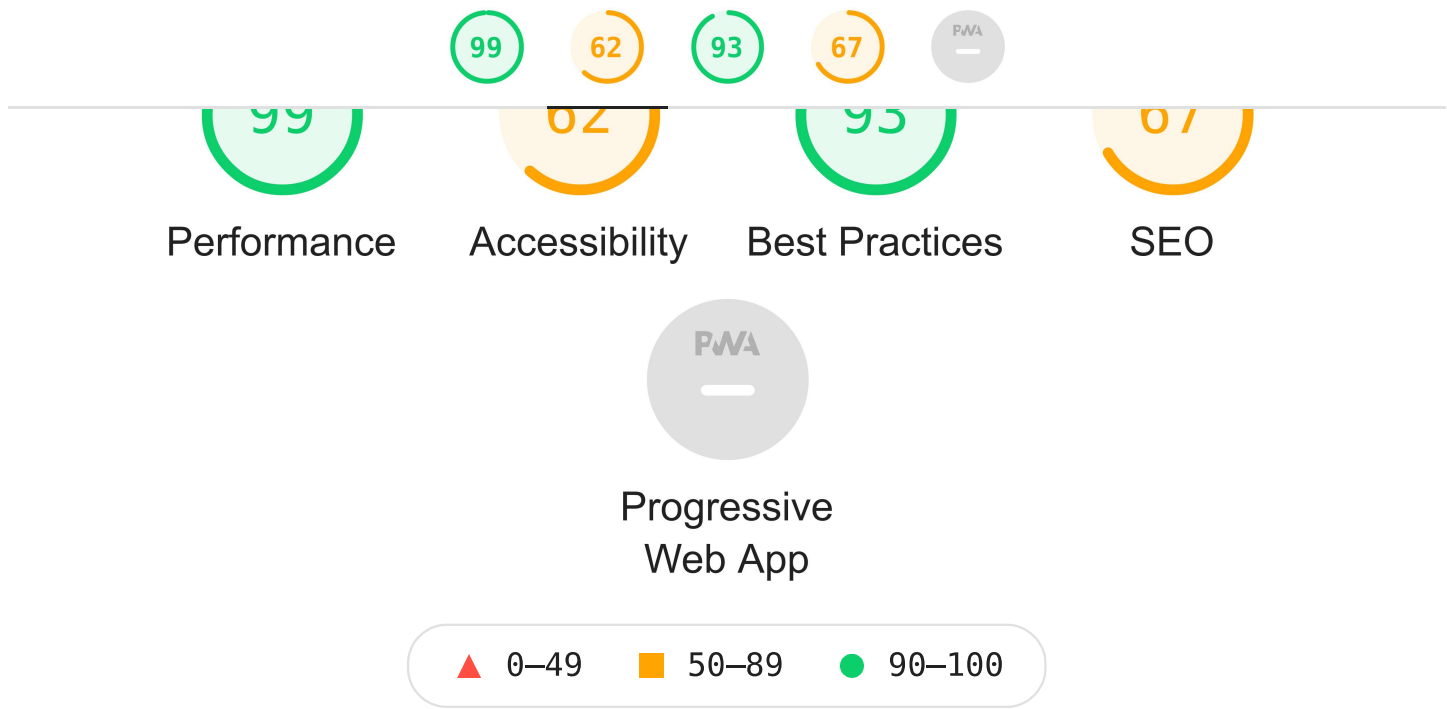 99 62 93 67 PWA
99 62 93 67
Performance Accessibility Best Practices SEO
PWA
Progressive
Web App
0–49 50–89 90–100